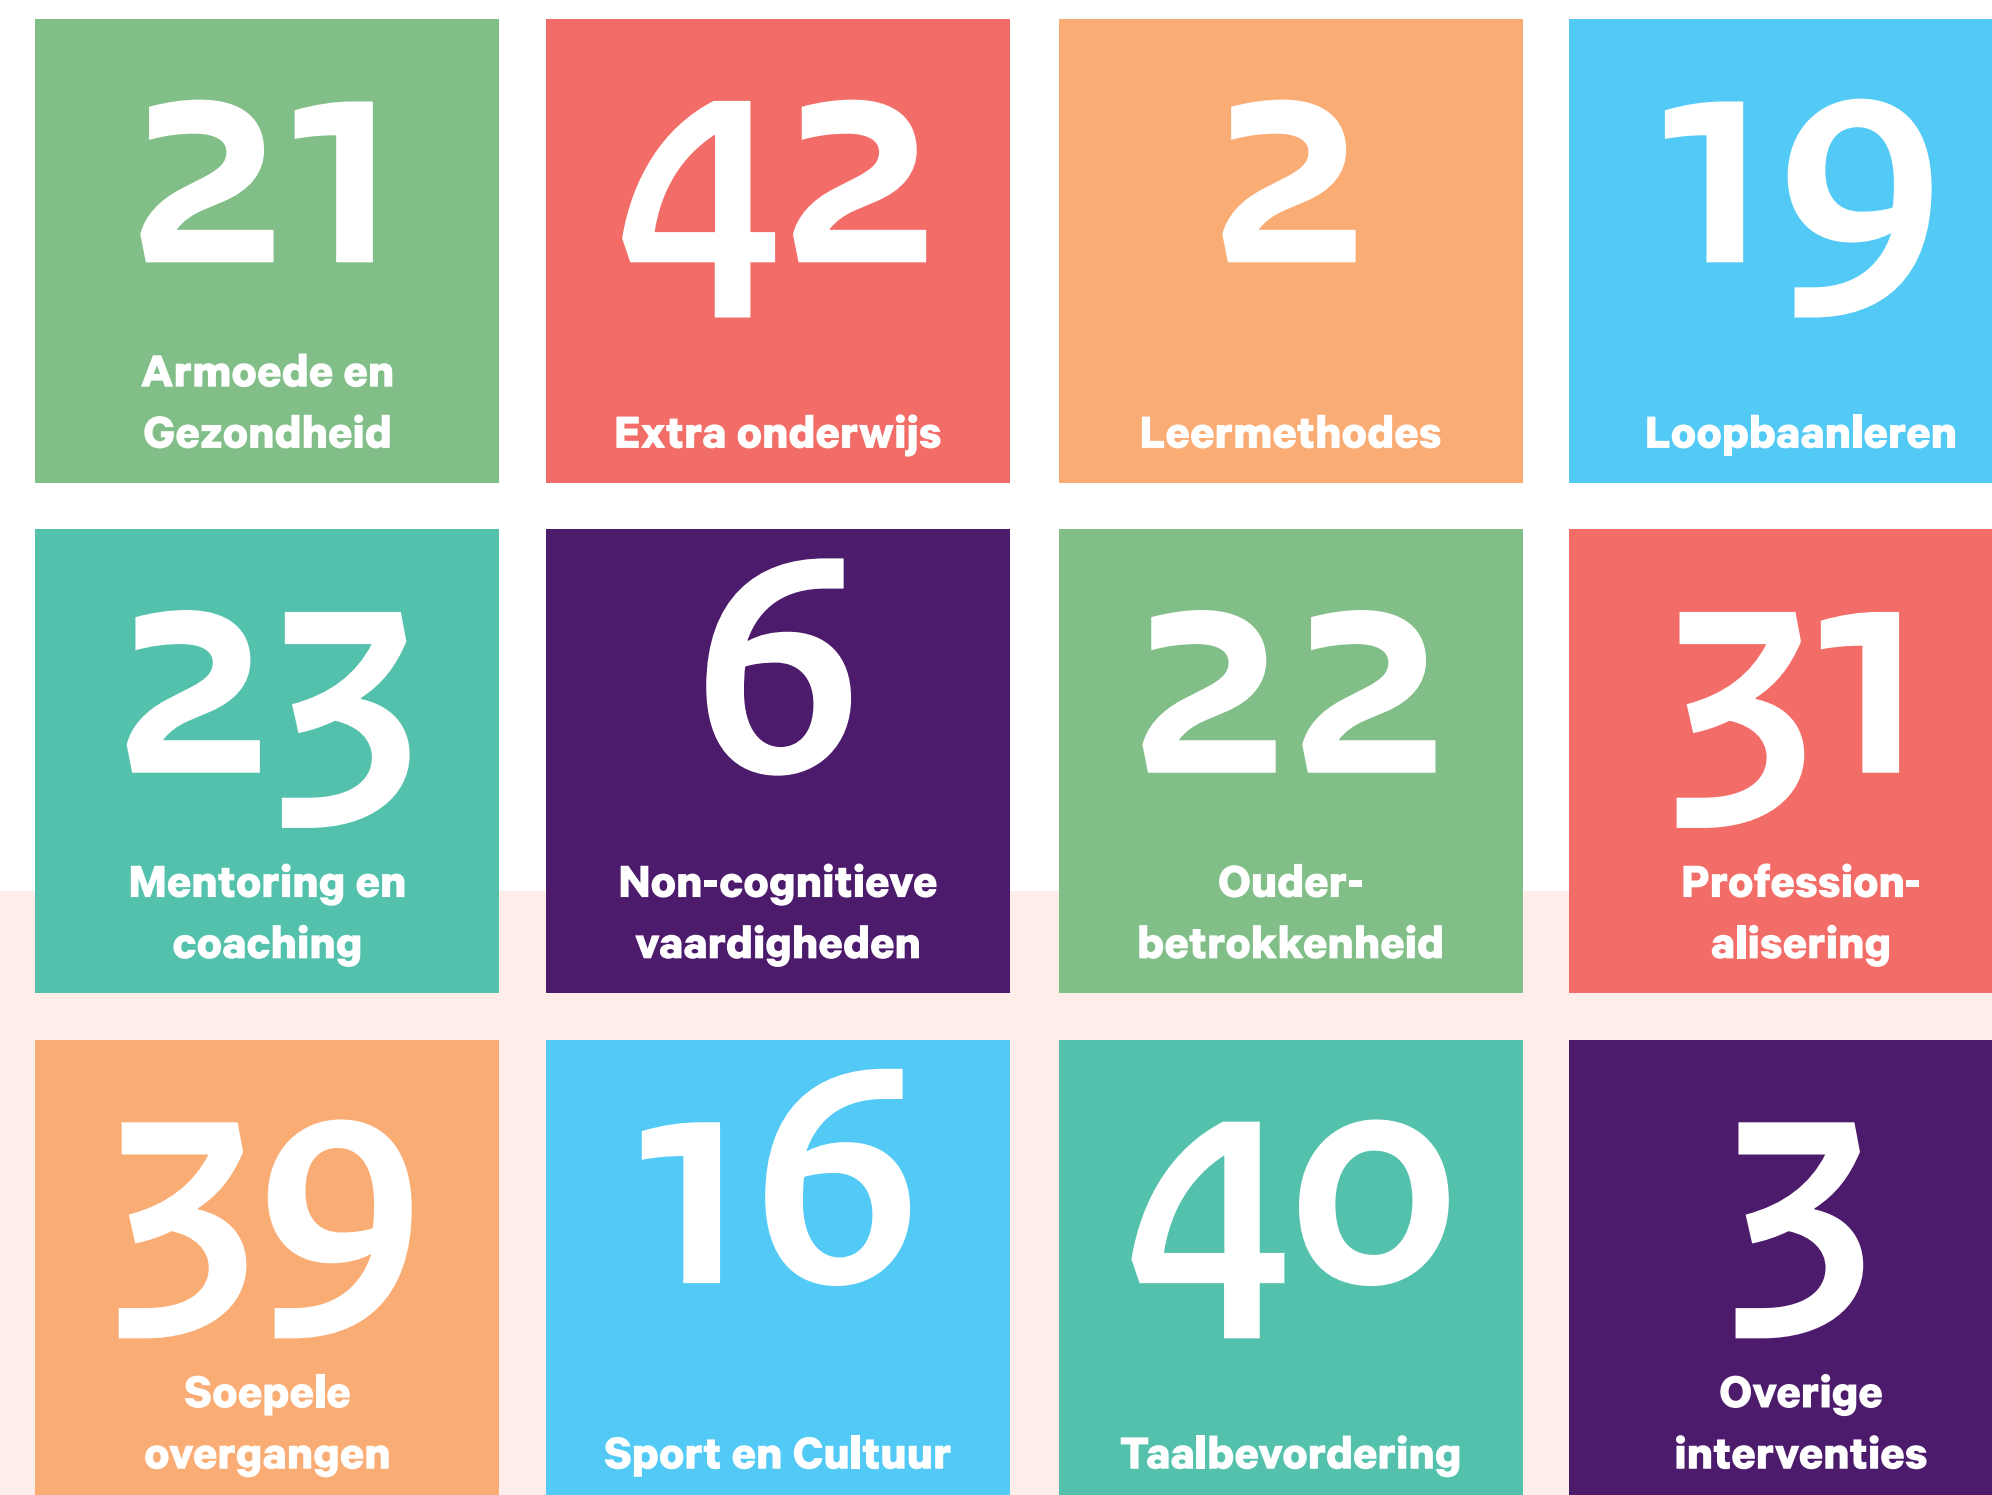 21
Armoede en
Gezondheid
42
Extra onderwijs
2
Leermethodes
19
Loopbaanleren
23
Mentoring en
coaching
6
Non-cognitieve
vaardigheden
22
Ouder-
betrokkenheid
31
Profession-
alisering
39
Soepele
overgangen
16
Sport en Cultuur
40
Taalbevordering
3
Overige
interventies